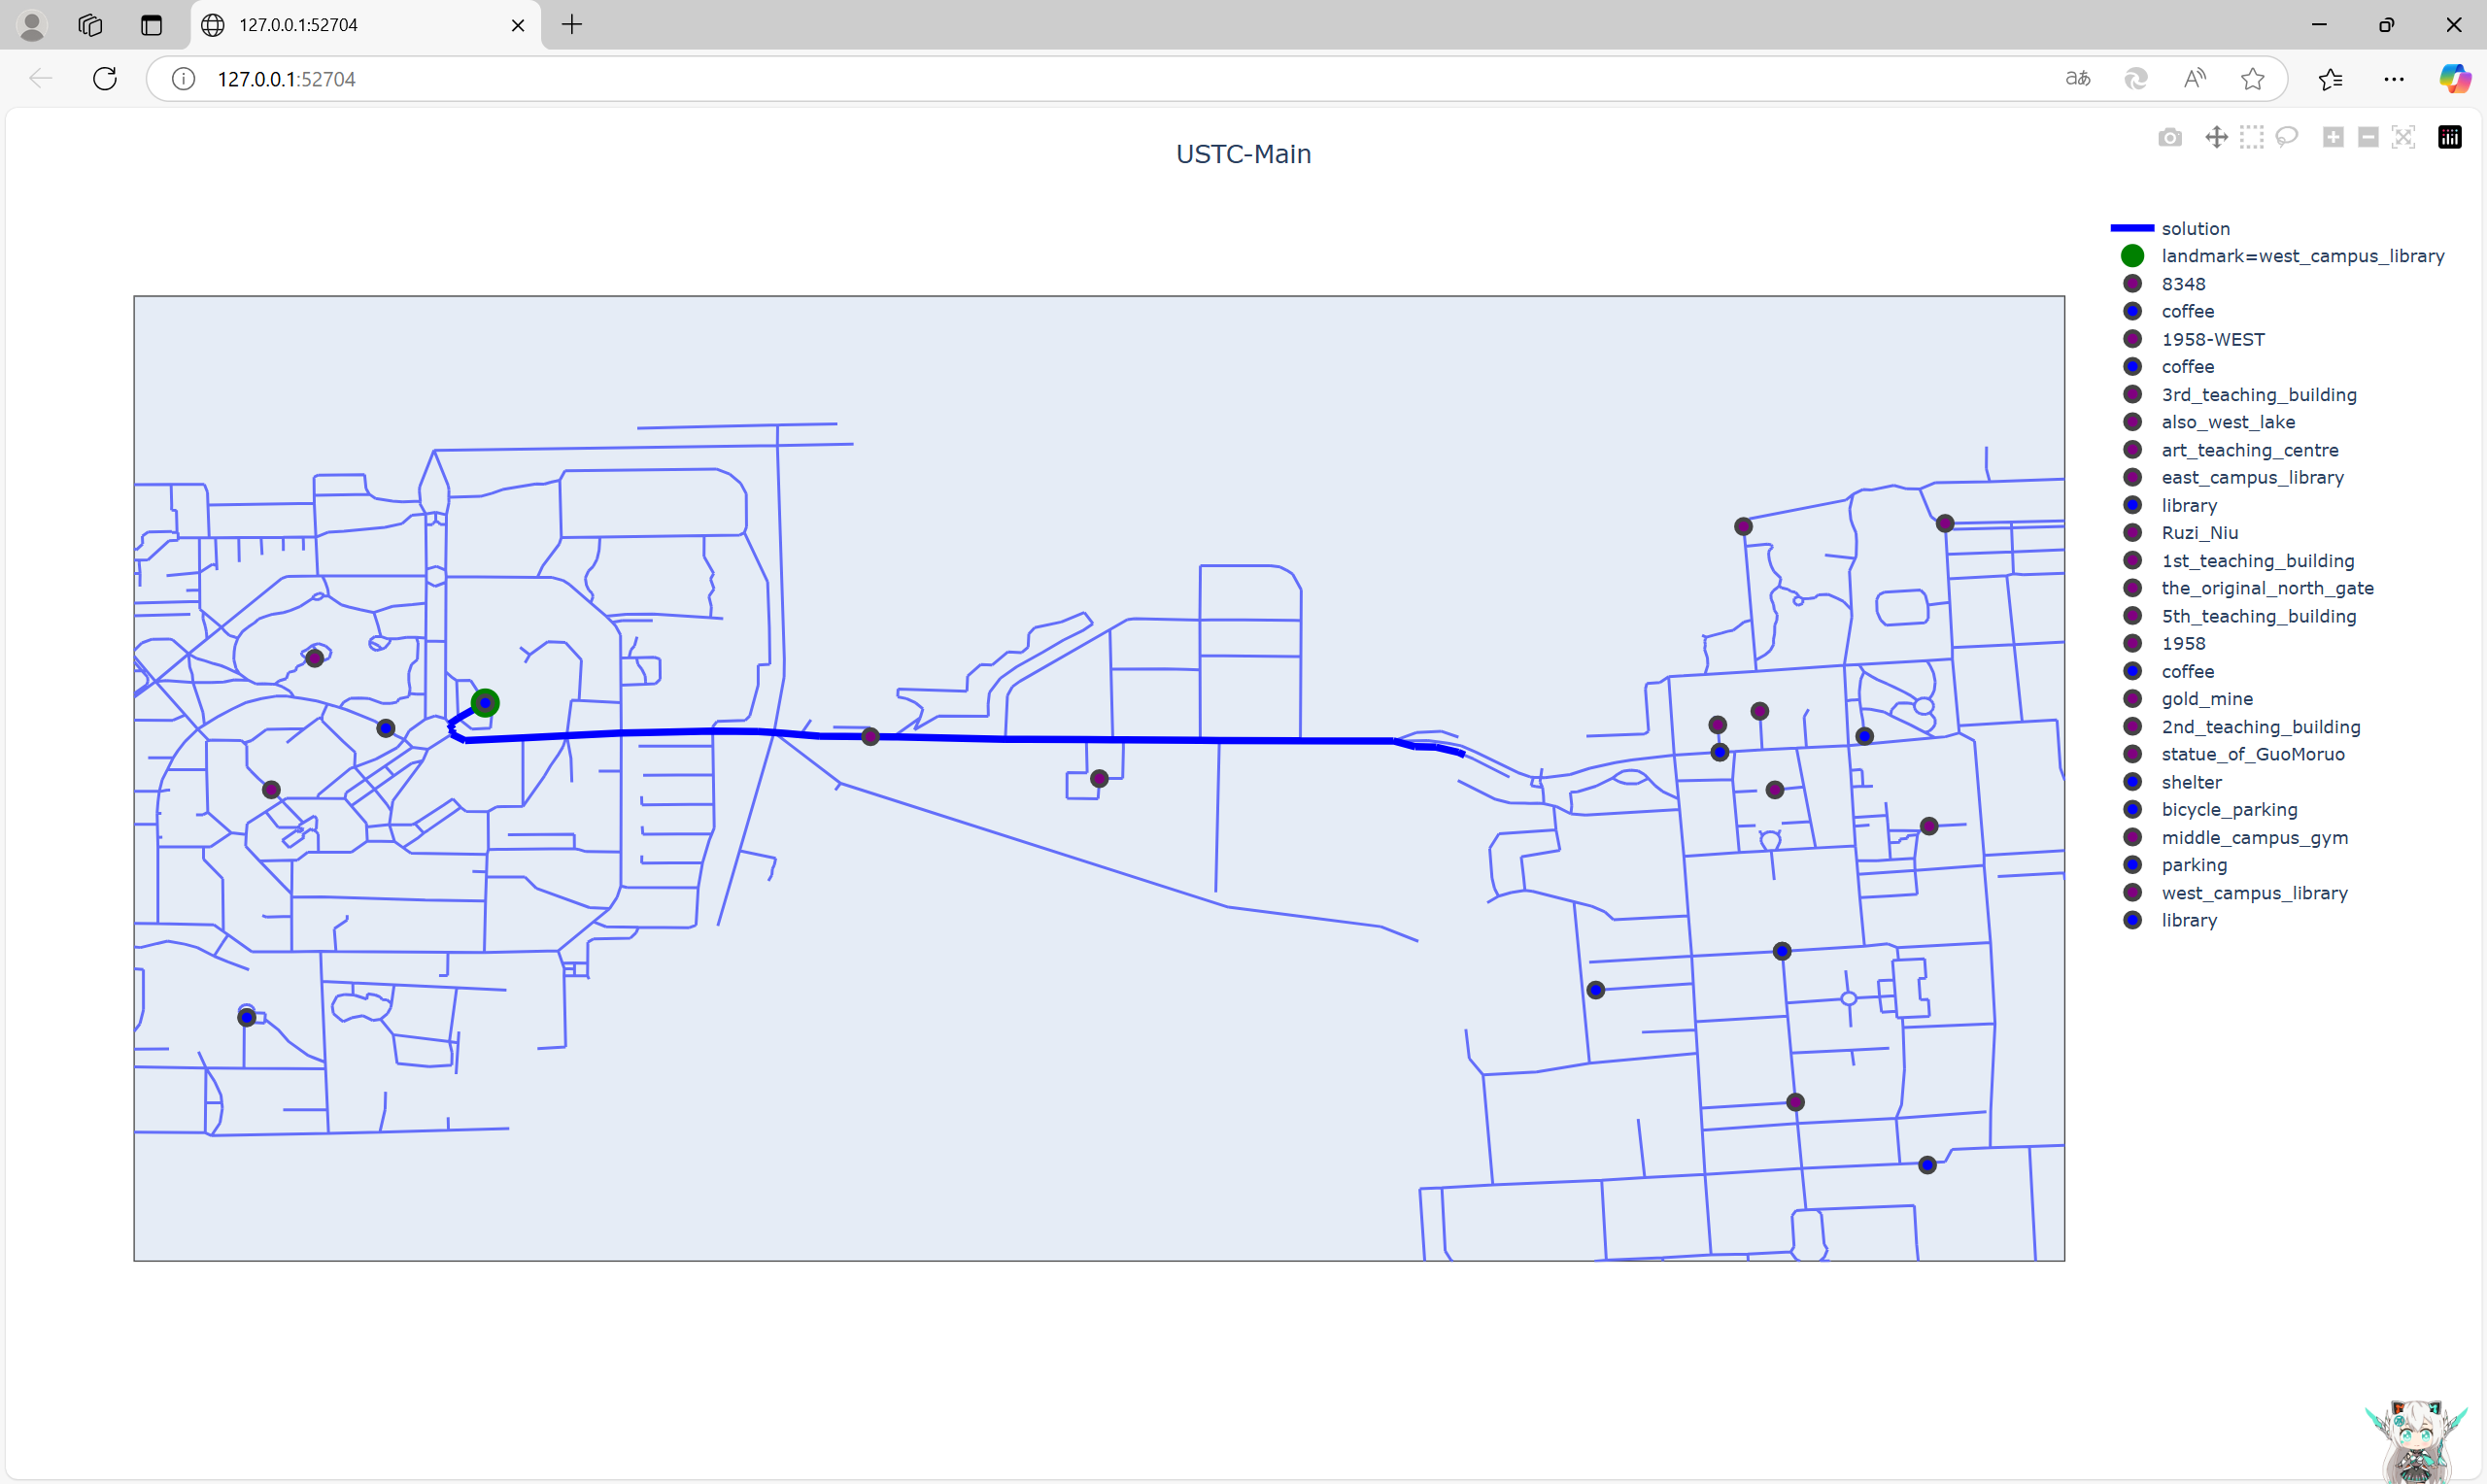 127.0.0.1:52704
127.0.0.1:52704
aあ
USTC-Main
solution
landmark=west_campus_library
8348
coffee
1958-WEST
coffee
3rd_teaching_building
also_west_lake
art_teaching_centre
east_campus_library
library
Ruzi_Niu
1st_teaching_building
the_original_north_gate
5th_teaching_building
1958
coffee
gold_mine
2nd_teaching_building
statue_of_GuoMoruo
shelter
bicycle_parking
middle_campus_gym
parking
west_campus_library
library